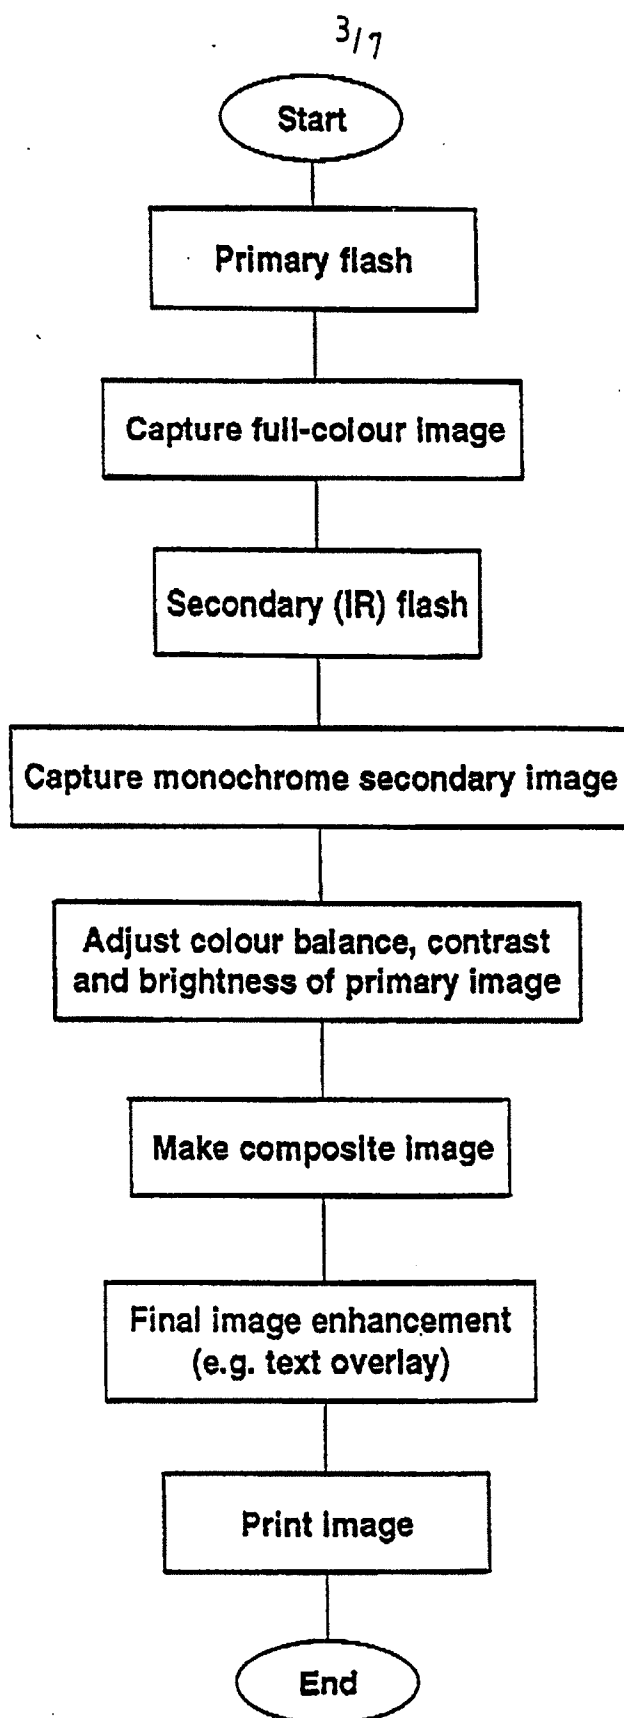 3/7
Start
Primary flash
Capture full-colour image
Secondary (IR) flash
Capture monochrome secondary image
Adjust colour balance, contrast
and brightness of primary image
Make composite image
Final image enhancement
(e.g. text overlay)
Print image
End